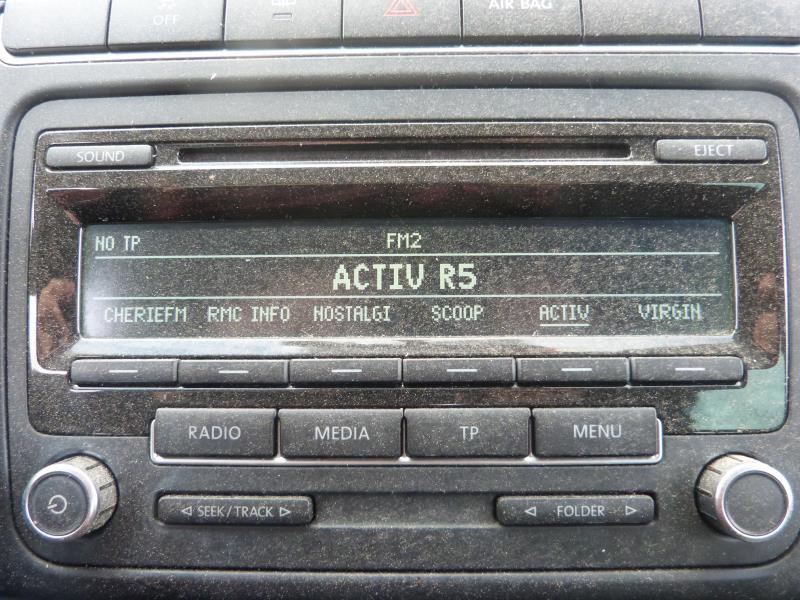 OFF
AIR BAG
SOUND
EJECT
NO TP FM2
ACTIV R5
CHERIEFM RMC INFO NOSTALGI SCOOP ACTIV VIRGIN
RADIO MEDIA TP MENU
SEEK/TRACK FOLDER